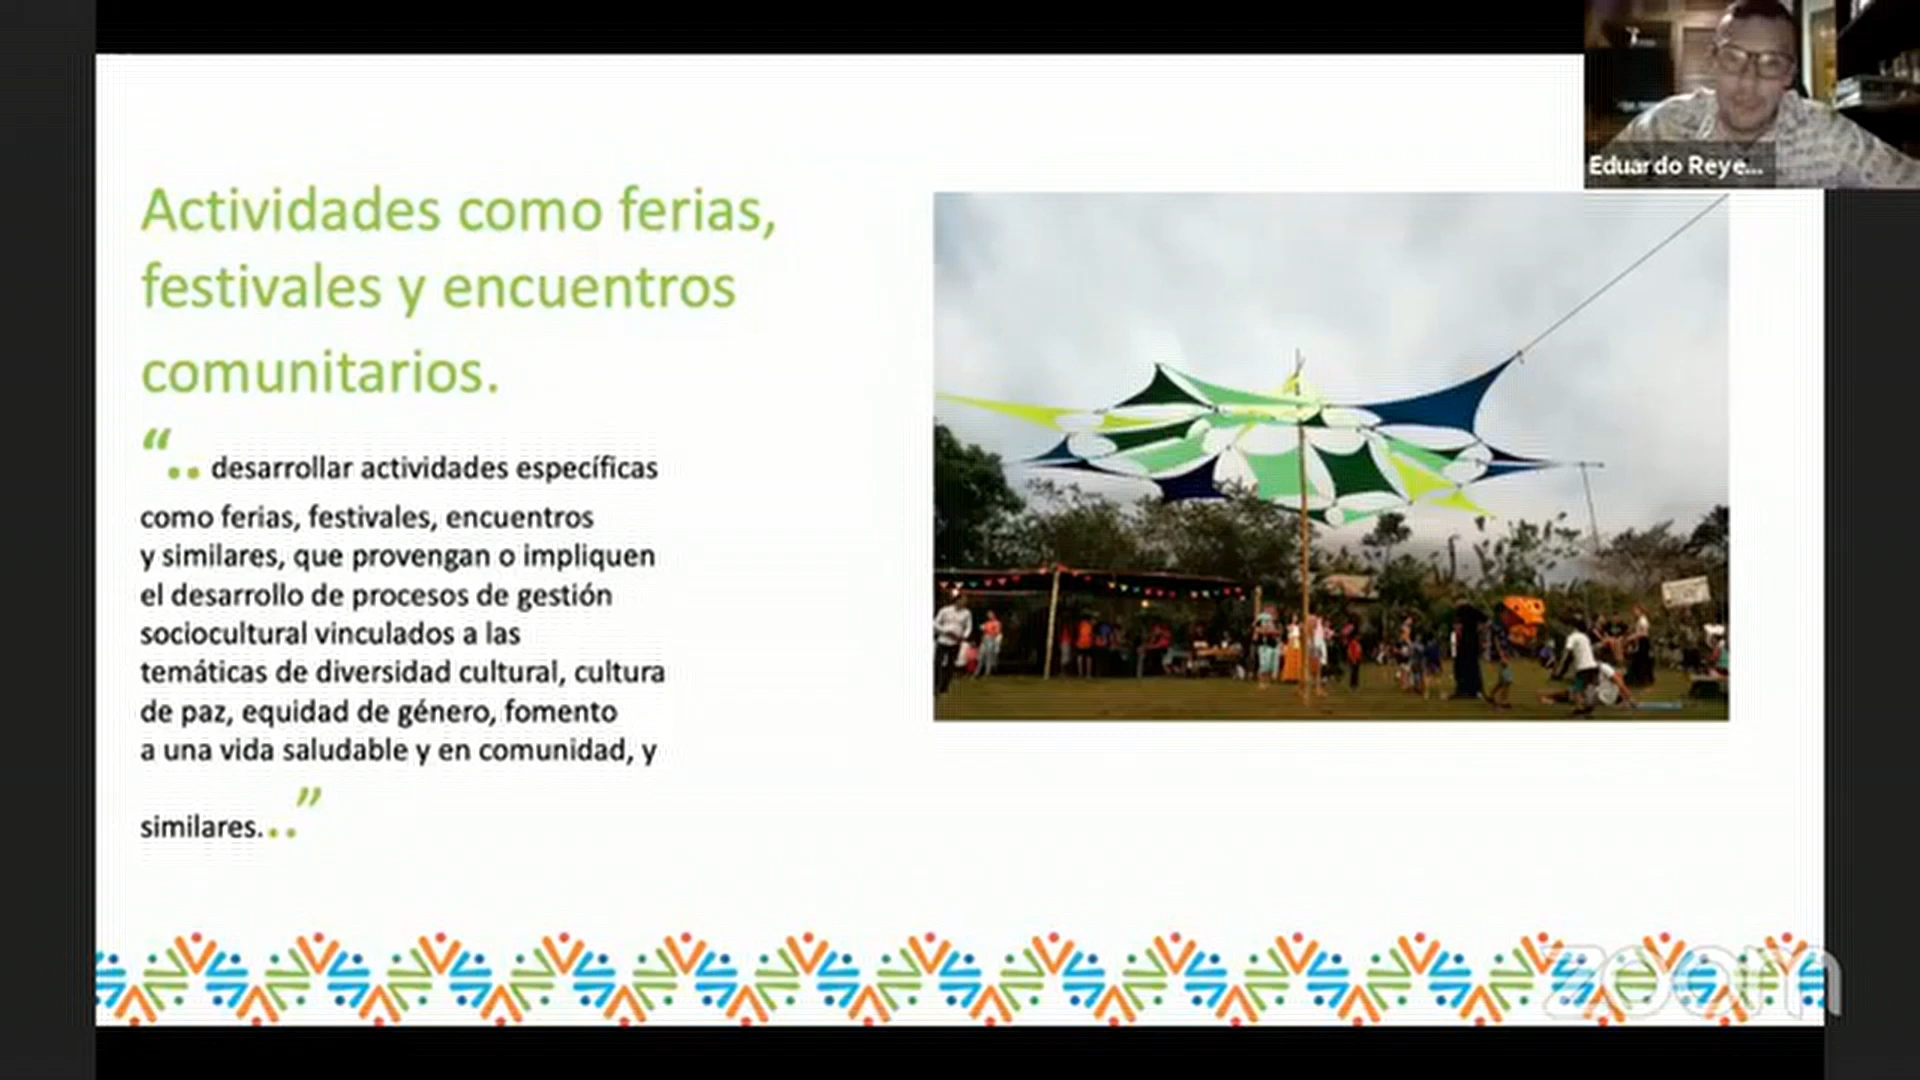 Eduardo Reye...
Actividades como ferias,
festivales y encuentros
comunitarios.
“.. desarrollar actividades específicas
como ferias, festivales, encuentros
y similares, que provengan o impliquen
el desarrollo de procesos de gestión
sociocultural vinculados a las
temáticas de diversidad cultural, cultura
de paz, equidad de género, fomento
a una vida saludable y en comunidad, y
similares...”
zoom